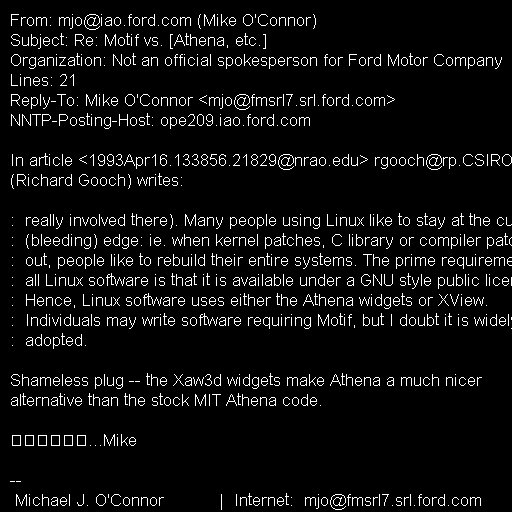 From: mjo@iao.ford.com (Mike O'Connor)
Subject: Re: Motif vs. [Athena, etc.]
Organization: Not an official spokesperson for Ford Motor Company
Lines: 21
Reply-To: Mike O'Connor <mjo@fmsrl7.srl.ford.com>
NNTP-Posting-Host: ope209.iao.ford.com

In article <1993Apr16.133856.21829@nrao.edu> rgooch@rp.CSIRO
(Richard Gooch) writes:

:  really involved there). Many people using Linux like to stay at the cu
:  (bleeding) edge: ie. when kernel patches, C library or compiler patc
:  out, people like to rebuild their entire systems. The prime requireme
:  all Linux software is that it is available under a GNU style public licen
:  Hence, Linux software uses either the Athena widgets or XView.
:  Individuals may write software requiring Motif, but I doubt it is widely
:  adopted.

Shameless plug -- the Xaw3d widgets make Athena a much nicer
alternative than the stock MIT Athena code.

...Mike

--
Michael J. O'Connor | Internet: mjo@fmsrl7.srl.ford.com